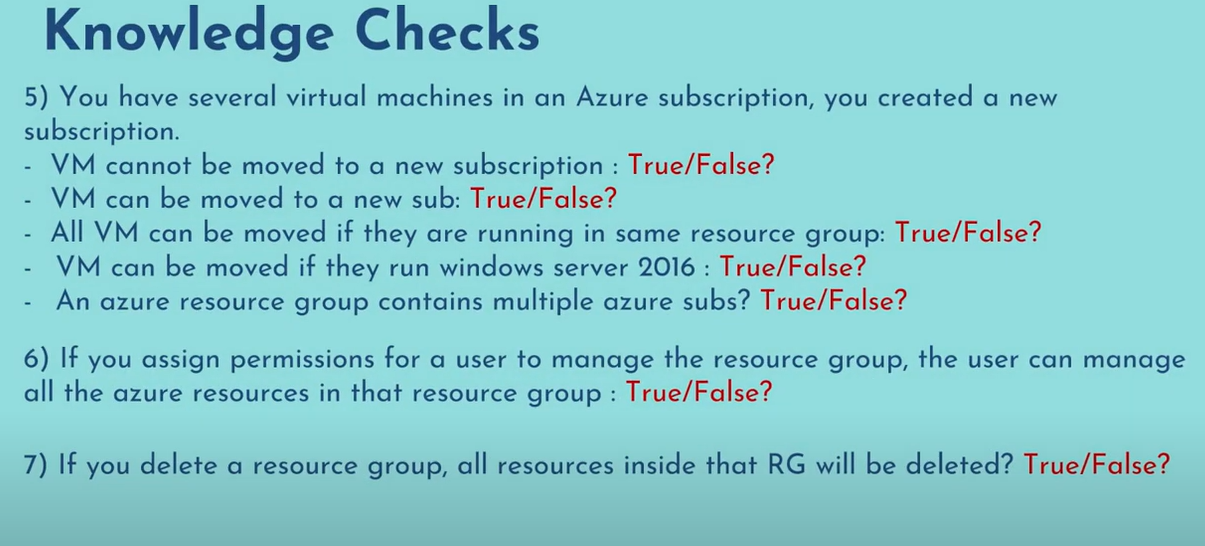 Knowledge Checks
5) You have several virtual machines in an Azure subscription, you created a new
subscription.
- VM cannot be moved to a new subscription : True/False?
- VM can be moved to a new sub: True/False?
- All VM can be moved if they are running in same resource group: True/False?
- VM can be moved if they run windows server 2016 : True/False?
- An azure resource group contains multiple azure subs? True/False?
6) If you assign permissions for a user to manage the resource group, the user can manage
all the azure resources in that resource group : True/False?
7) If you delete a resource group, all resources inside that RG will be deleted? True/False?